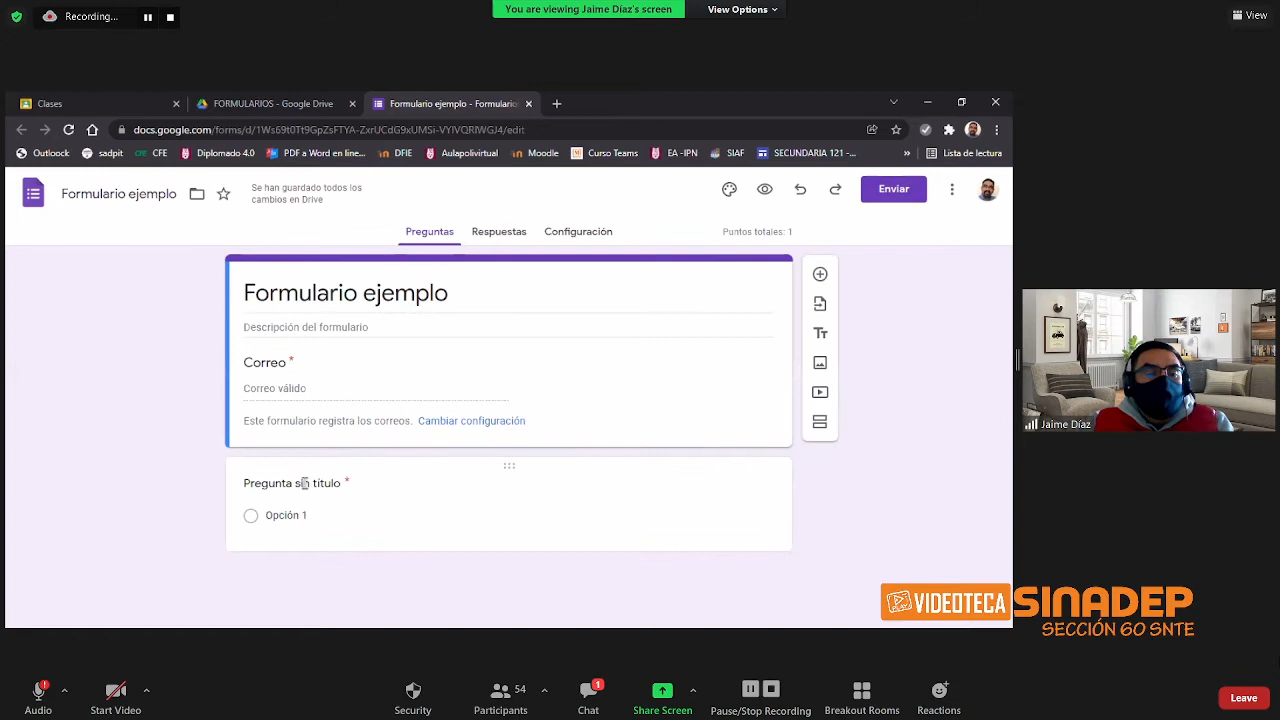 Recording...
You are viewing Jaime Díaz's screen
View Options
View
Clases
FORMULARIOS - Google Drive
Formulario ejemplo - Formularios
docs.google.com/forms/d/1Ws69t0Tt9GpZsFTYA-ZxrUCdG9xUMSi-VYIVQRlWGJ4/edit
Outloock
sadpit
CFE
Diplomado 4.0
PDF a Word en line...
DFIE
Aulapolivirtual
Moodle
Curso Teams
EA -IPN
SIAF
SECUNDARIA 121 -...
»
Lista de lectura
Formulario ejemplo
Se han guardado todos los
cambios en Drive
Enviar
Preguntas
Respuestas
Configuración
Puntos totales: 1
Formulario ejemplo
Descripción del formulario
Correo *
Correo válido
Este formulario registra los correos. Cambiar configuración
Pregunta sin título *
Opción 1
Jaime Díaz
VIDEOTECA
SINADEP
SECCIÓN 60 SNTE
Audio
Start Video
Security
54
Participants
1
Chat
Share Screen
Pause/Stop Recording
Breakout Rooms
Reactions
Leave